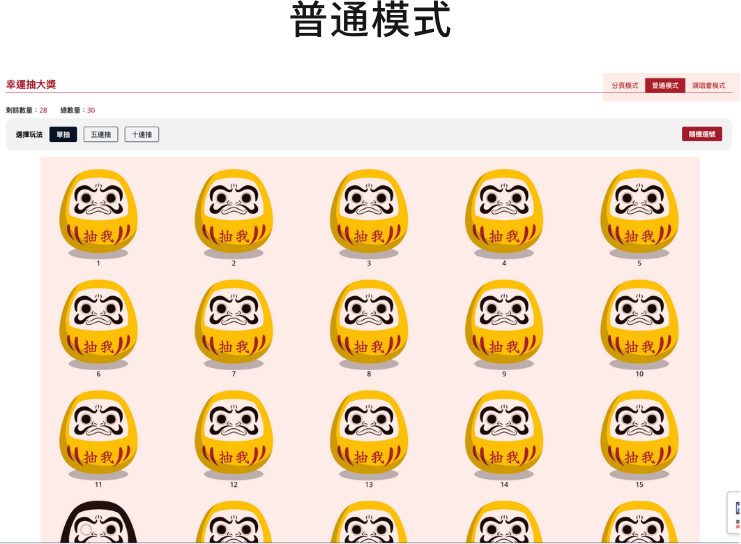 普通模式
幸運抽大獎
分頁模式 普通模式 演唱會模式
剩餘數量：28 總數量：30
選擇玩法 單抽 五連抽 十連抽 隨機選號
抽我 抽我 抽我 抽我 抽我
1 2 3 4 5
抽我 抽我 抽我 抽我 抽我
6 7 8 9 10
抽我 抽我 抽我 抽我 抽我
11 12 13 14 15